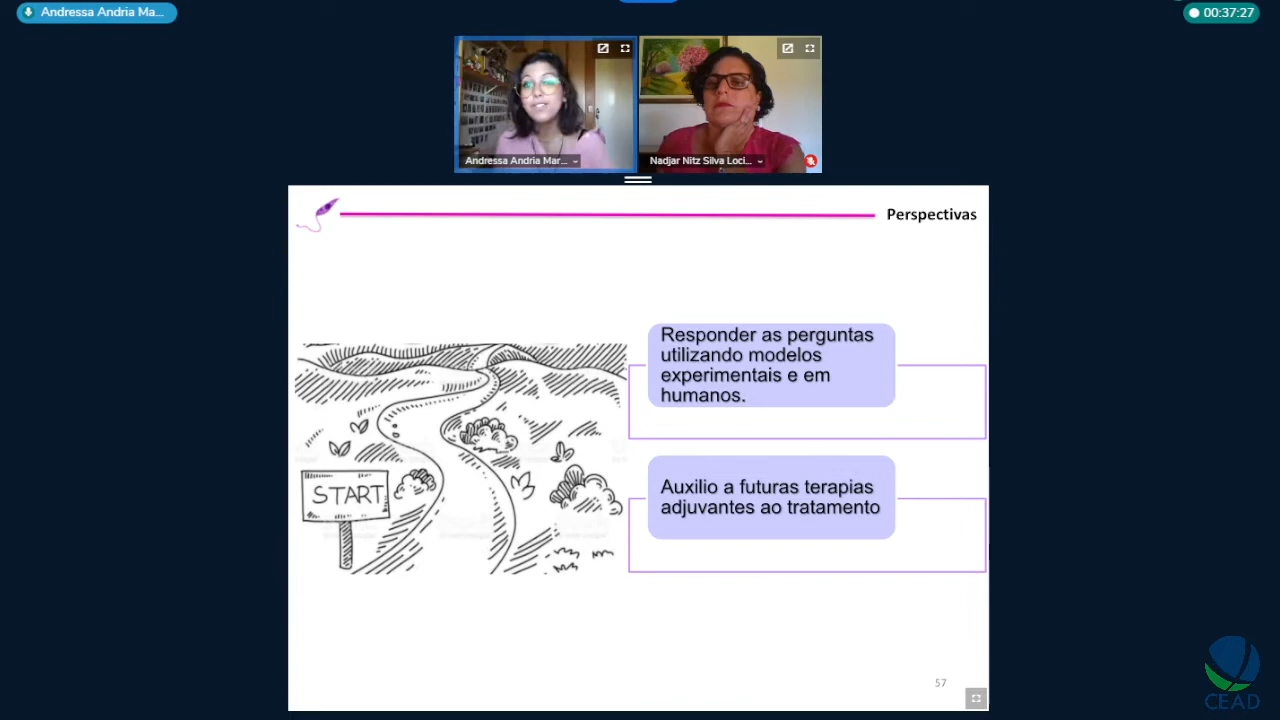 Andressa Andria Ma...
00:37:27
Andressa Andria Mar...
Nadjar Nitz Silva Loci...
Perspectivas
Responder as perguntas
utilizando modelos
experimentais e em
humanos.
START
Auxilio a futuras terapias
adjuvantes ao tratamento
57
CEAD